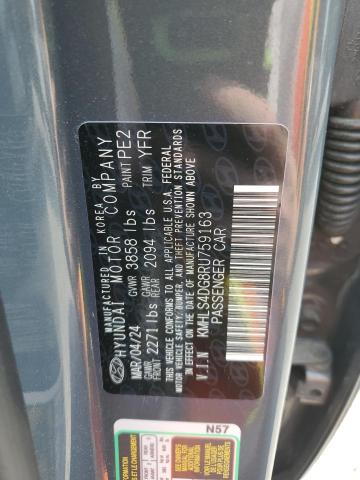 MANUFACTURED IN KOREA BY
HYUNDAI MOTOR COMPANY
MAR/04/24 GVWR 3858 lbs PAINT PE2
GAWR FRONT 2271 lbs GAWR REAR 2094 lbs TRIM YFR
THIS VEHICLE CONFORMS TO ALL APPLICABLE U.S.A. FEDERAL
MOTOR VEHICLE SAFETY, BUMPER, AND THEFT PREVENTION STANDARDS
IN EFFECT ON THE DATE OF MANUFACTURE SHOWN ABOVE.
V.I.N KMHLS4DG8RU759163
PASSENGER CAR
N57